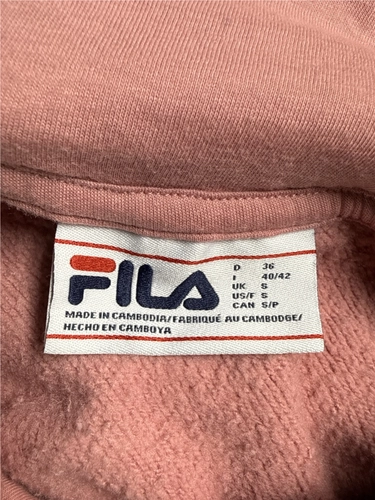 FILA
D 36
I 40/42
UK S
US/F S
CAN S/P
MADE IN CAMBODIA/FABRIQUÉ AU CAMBODGE/
HECHO EN CAMBOYA